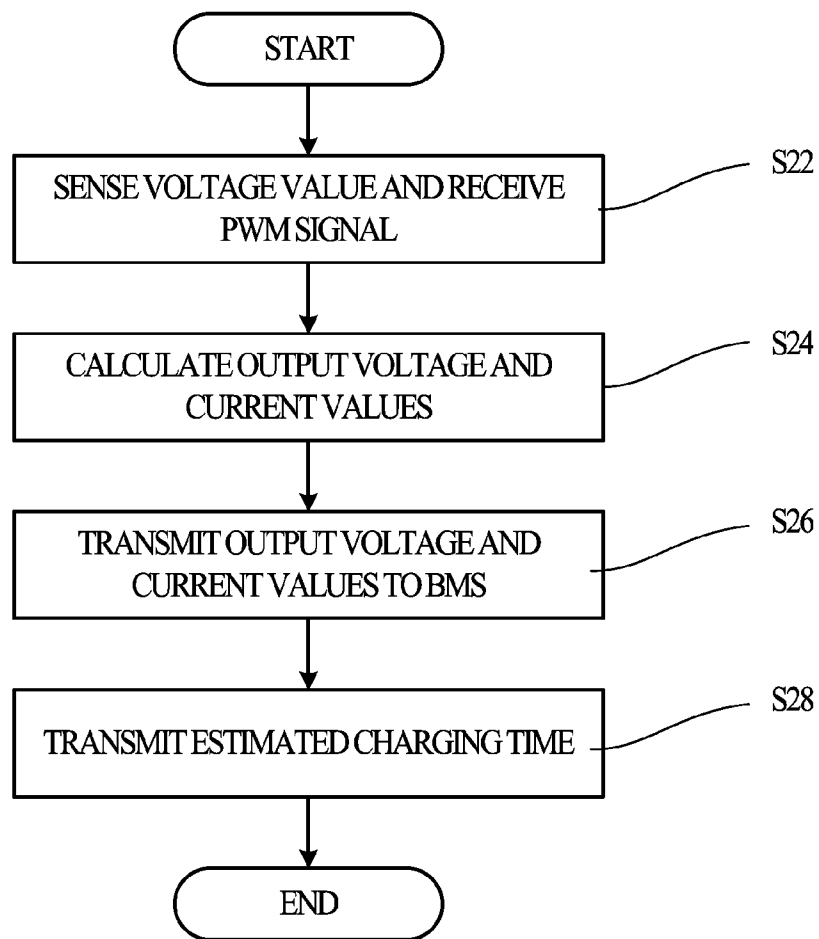 START
S22
SENSE VOLTAGE VALUE AND RECEIVE
PWM SIGNAL
S24
CALCULATE OUTPUT VOLTAGE AND
CURRENT VALUES
S26
TRANSMIT OUTPUT VOLTAGE AND
CURRENT VALUES TO BMS
S28
TRANSMIT ESTIMATED CHARGING TIME
END